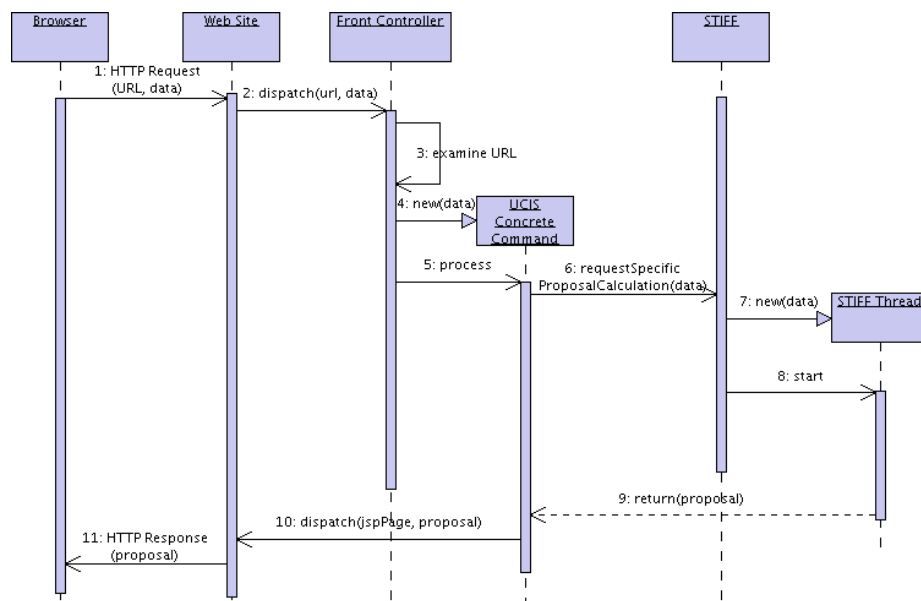 Browser
Web Site
Front Controller
STIFF
1: HTTP Request
(URL, data)
2: dispatch(url, data)
3: examine URL
4: new(data)
UCIS
Concrete
Command
5: process
6: requestSpecific
ProposalCalculation(data)
7: new(data)
STIFF Thread
8: start
9: return(proposal)
10: dispatch(jspPage, proposal)
11: HTTP Response
(proposal)